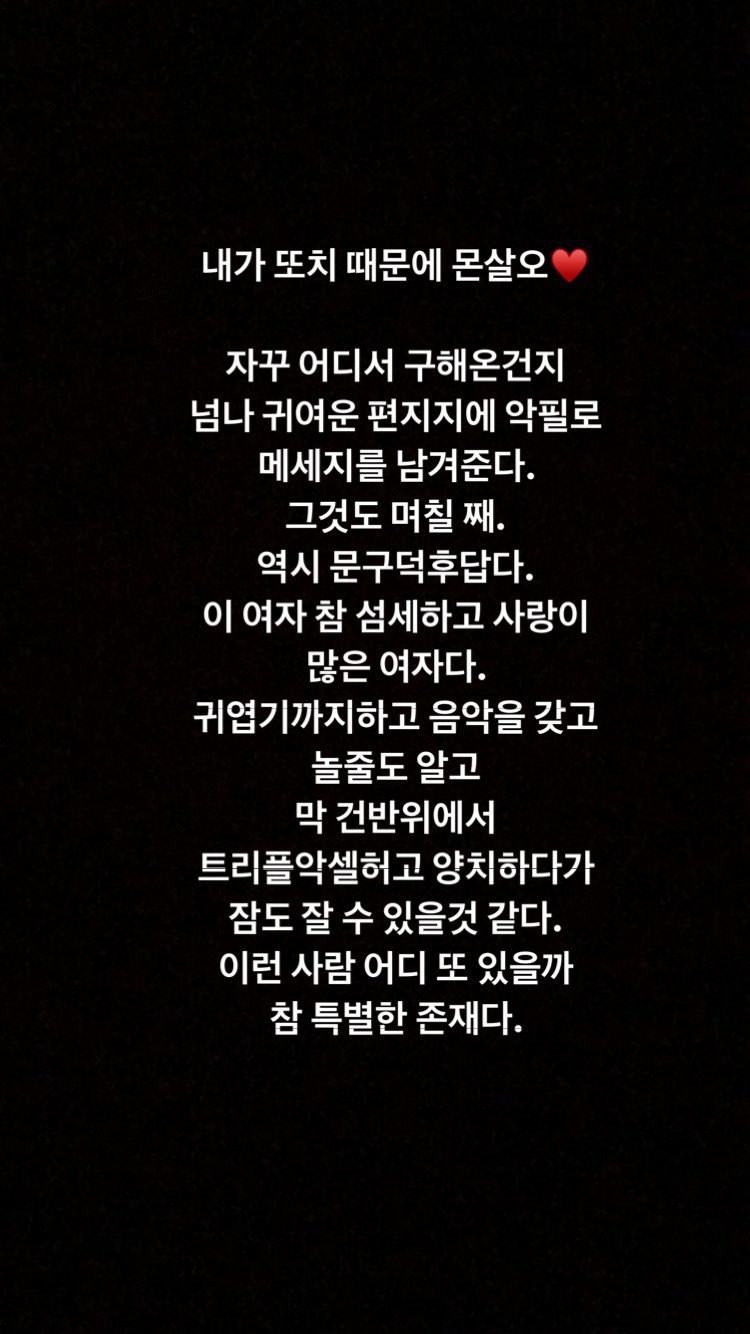 내가 또치 때문에 몬살오♥️
자꾸 어디서 구해온건지
넘나 귀여운 편지지에 악필로
메세지를 남겨준다.
그것도 며칠 째.
역시 문구덕후답다.
이 여자 참 섬세하고 사랑이
많은 여자다.
귀엽기까지하고 음악을 갖고
놀줄도 알고
막 건반위에서
트리플악셀허고 양치하다가
잠도 잘 수 있을것 같다.
이런 사람 어디 또 있을까
참 특별한 존재다.